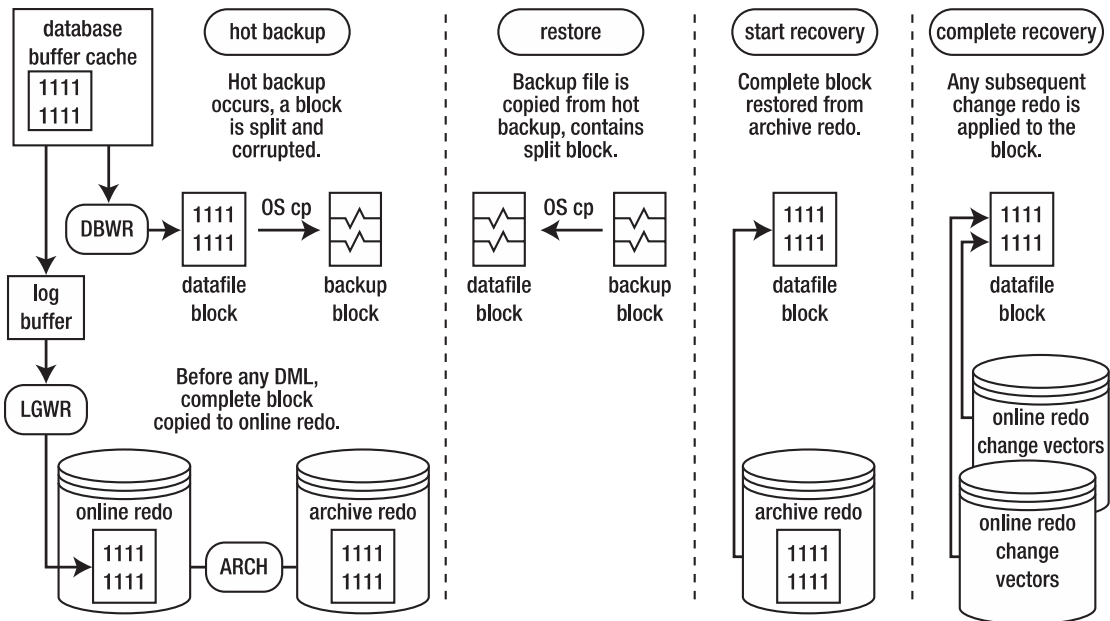 database
buffer cache
1111
1111
hot backup
Hot backup
occurs, a block
is split and
corrupted.
DBWR
1111
1111
OS cp
datafile
block
backup
block
log
buffer
LGWR
Before any DML,
complete block
copied to online redo.
online redo
1111
1111
ARCH
archive redo
1111
1111
restore
Backup file is
copied from hot
backup, contains
split block.
OS cp
datafile
block
backup
block
start recovery
Complete block
restored from
archive redo.
1111
1111
datafile
block
archive redo
1111
1111
complete recovery
Any subsequent
change redo is
applied to the
block.
1111
1111
datafile
block
online redo
change vectors
online redo
change
vectors